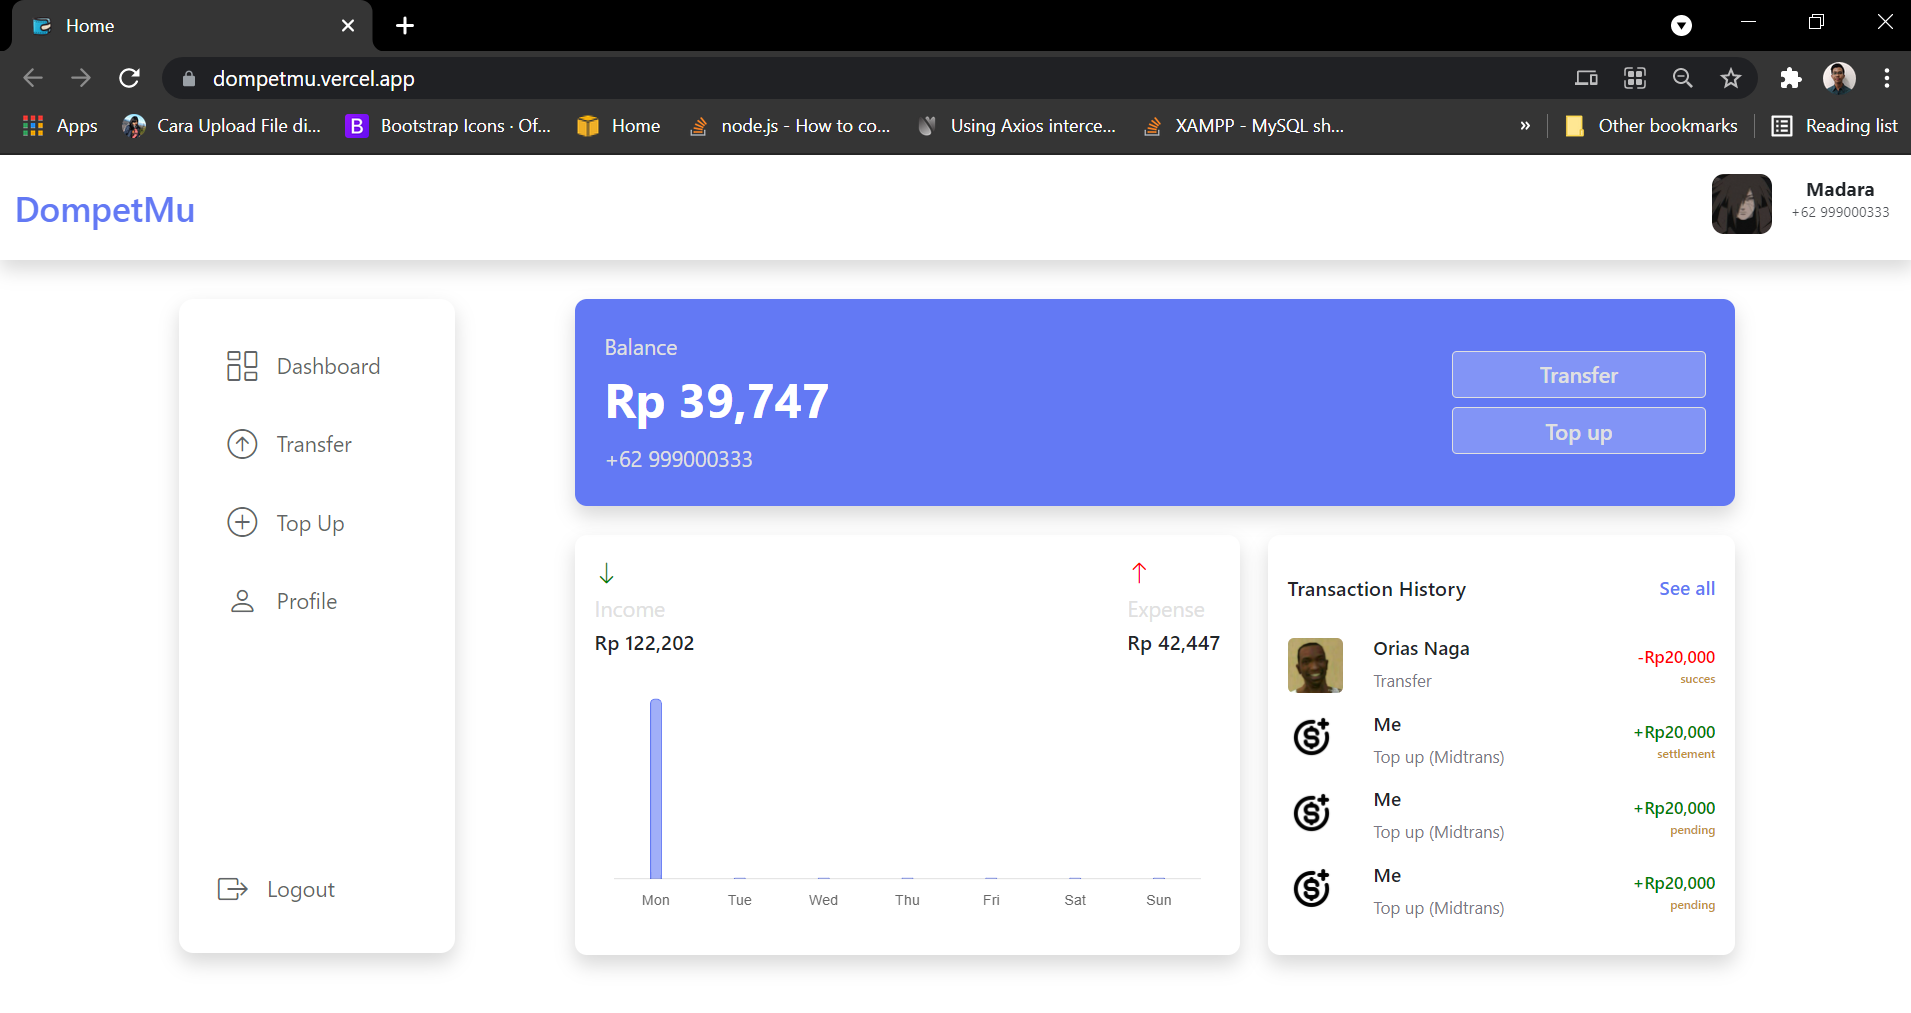 Home
dompetmu.vercel.app
Apps
Cara Upload File di...
B
Bootstrap Icons · Of...
Home
node.js - How to co...
Using Axios interce...
XAMPP - MySQL sh...
»
Other bookmarks
Reading list
DompetMu
Madara
+62 999000333
Dashboard
Transfer
Top Up
Profile
Logout
Balance
Rp 39,747
+62 999000333
Transfer
Top up
Income
Rp 122,202
Expense
Rp 42,447
Mon Tue Wed Thu Fri Sat Sun
Transaction History
See all
Orias Naga
Transfer
-Rp20,000
succes
Me
Top up (Midtrans)
+Rp20,000
settlement
Me
Top up (Midtrans)
+Rp20,000
pending
Me
Top up (Midtrans)
+Rp20,000
pending